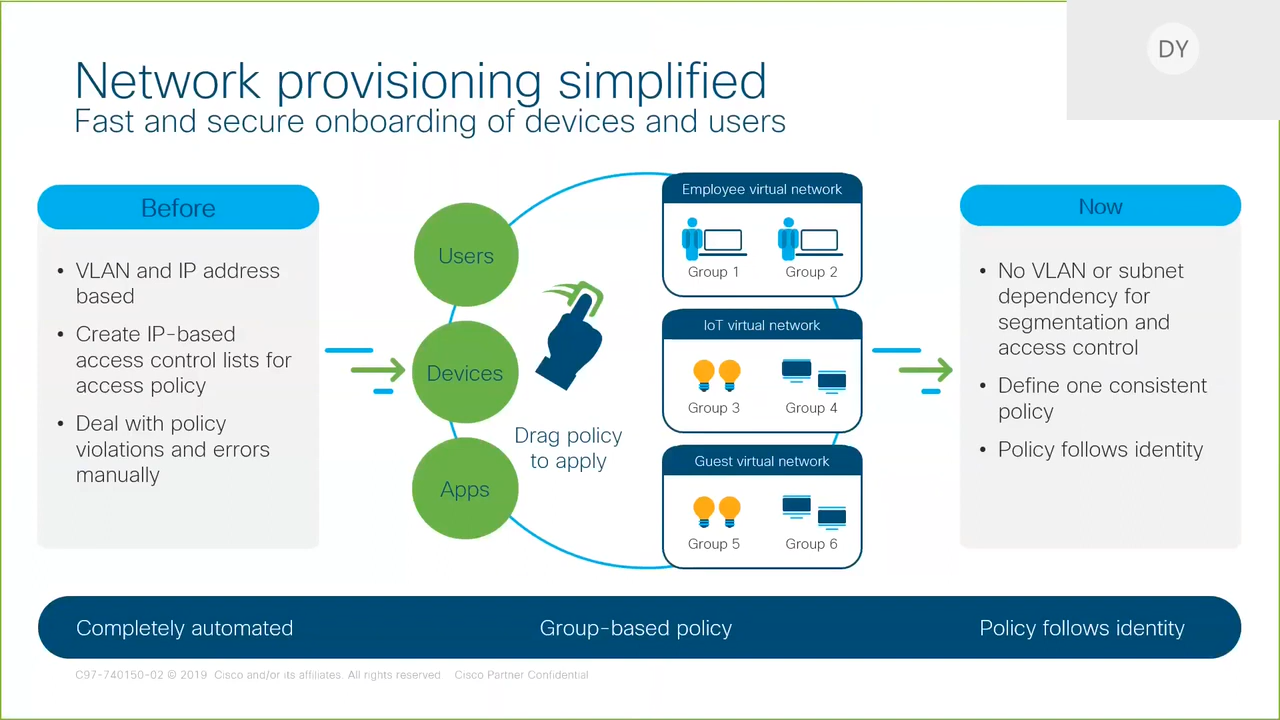 DY
Network provisioning simplified
Fast and secure onboarding of devices and users
Before
• VLAN and IP address
based
• Create IP-based
access control lists for
access policy
• Deal with policy
violations and errors
manually
Users
Devices
Apps
Drag policy
to apply
Employee virtual network
Group 1
Group 2
IoT virtual network
Group 3
Group 4
Guest virtual network
Group 5
Group 6
Now
• No VLAN or subnet
dependency for
segmentation and
access control
• Define one consistent
policy
• Policy follows identity
Completely automated
Group-based policy
Policy follows identity
C97-740150-02 © 2019 Cisco and/or its affiliates. All rights reserved Cisco Partner Confidential